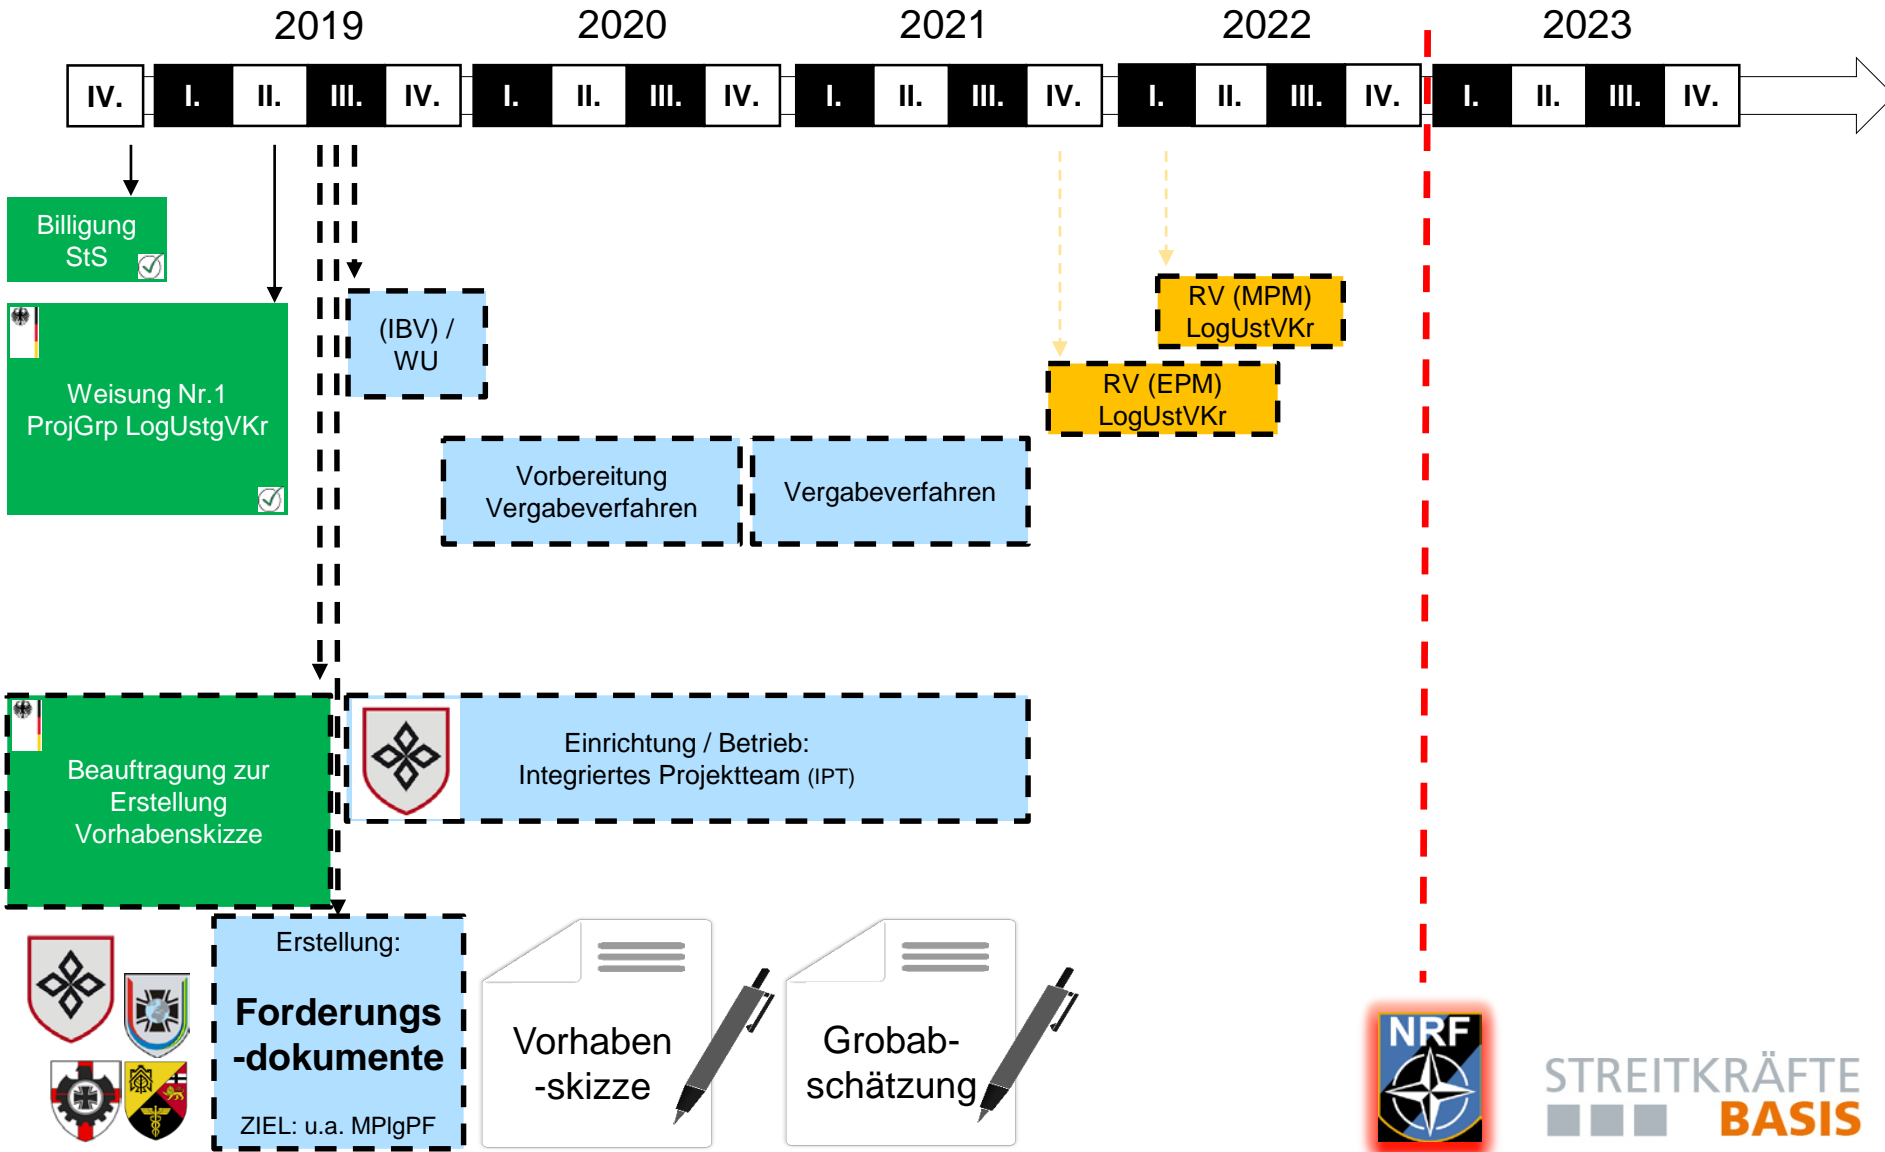 2019 2020 2021 2022 2023
IV. I. II. III. IV. I. II. III. IV. I. II. III. IV. I. II. III. IV. I. II. III. IV.
Billigung
StS
Weisung Nr.1
ProjGrp LogUstgVKr
(IBV) /
WU
RV (MPM)
LogUstVKr
RV (EPM)
LogUstVKr
Vorbereitung
Vergabeverfahren
Vergabeverfahren
Beauftragung zur
Erstellung
Vorhabenskizze
Einrichtung / Betrieb:
Integriertes Projektteam (IPT)
Erstellung:
Forderungs
-dokumente
ZIEL: u.a. MPlgPF
Vorhaben
-skizze
Grobab-
schätzung
NRF
STREITKRÄFTE
BASIS